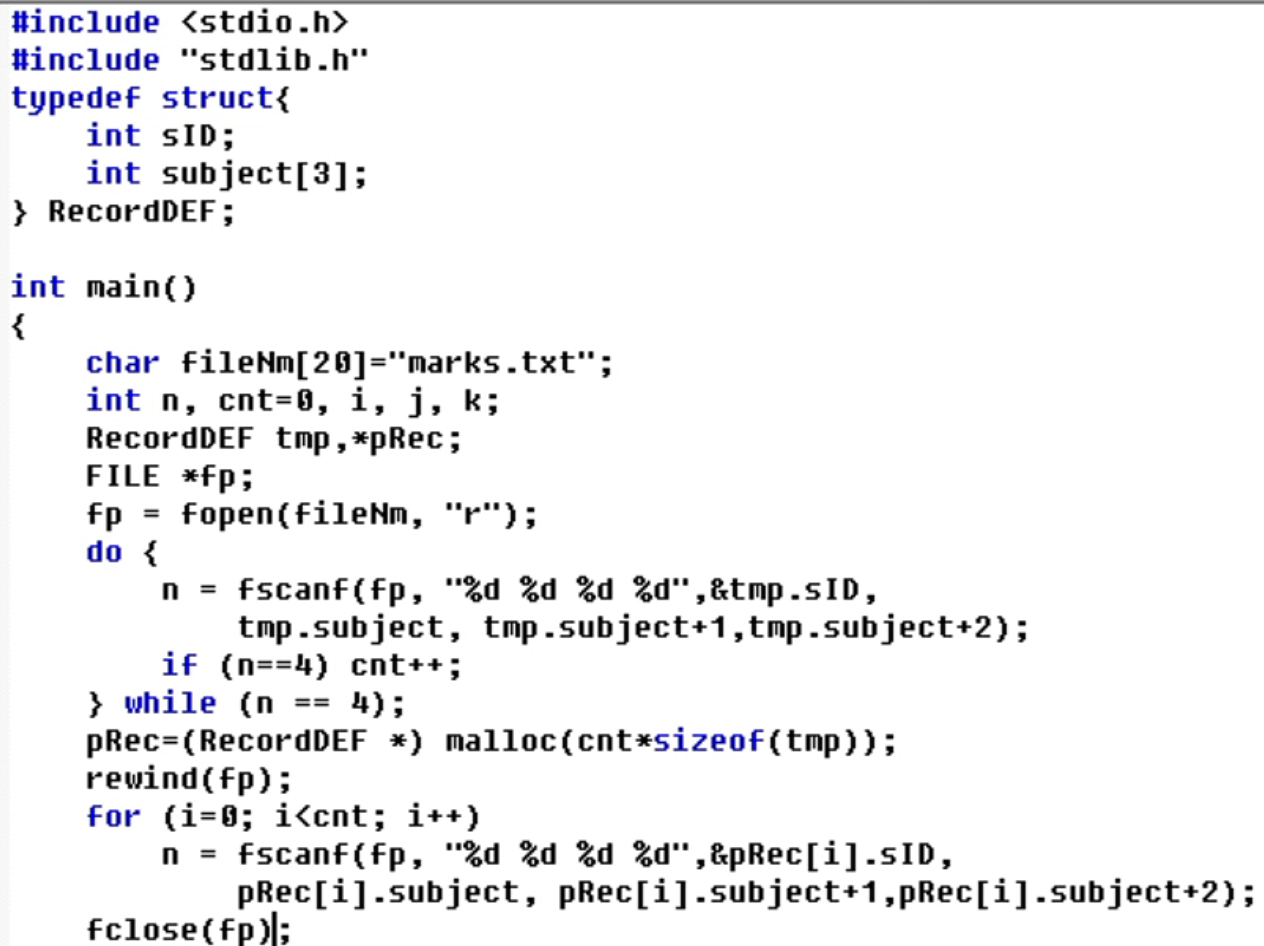 #include <stdio.h>
#include "stdlib.h"
typedef struct{
    int sID;
    int subject[3];
} RecordDEF;

int main()
{
    char fileNm[20]="marks.txt";
    int n, cnt=0, i, j, k;
    RecordDEF tmp,*pRec;
    FILE *fp;
    fp = fopen(fileNm, "r");
    do {
        n = fscanf(fp, "%d %d %d %d",&tmp.sID,
            tmp.subject, tmp.subject+1,tmp.subject+2);
        if (n==4) cnt++;
    } while (n == 4);
    pRec=(RecordDEF *) malloc(cnt*sizeof(tmp));
    rewind(fp);
    for (i=0; i<cnt; i++)
        n = fscanf(fp, "%d %d %d %d",&pRec[i].sID,
            pRec[i].subject, pRec[i].subject+1,pRec[i].subject+2);
    fclose(fp);